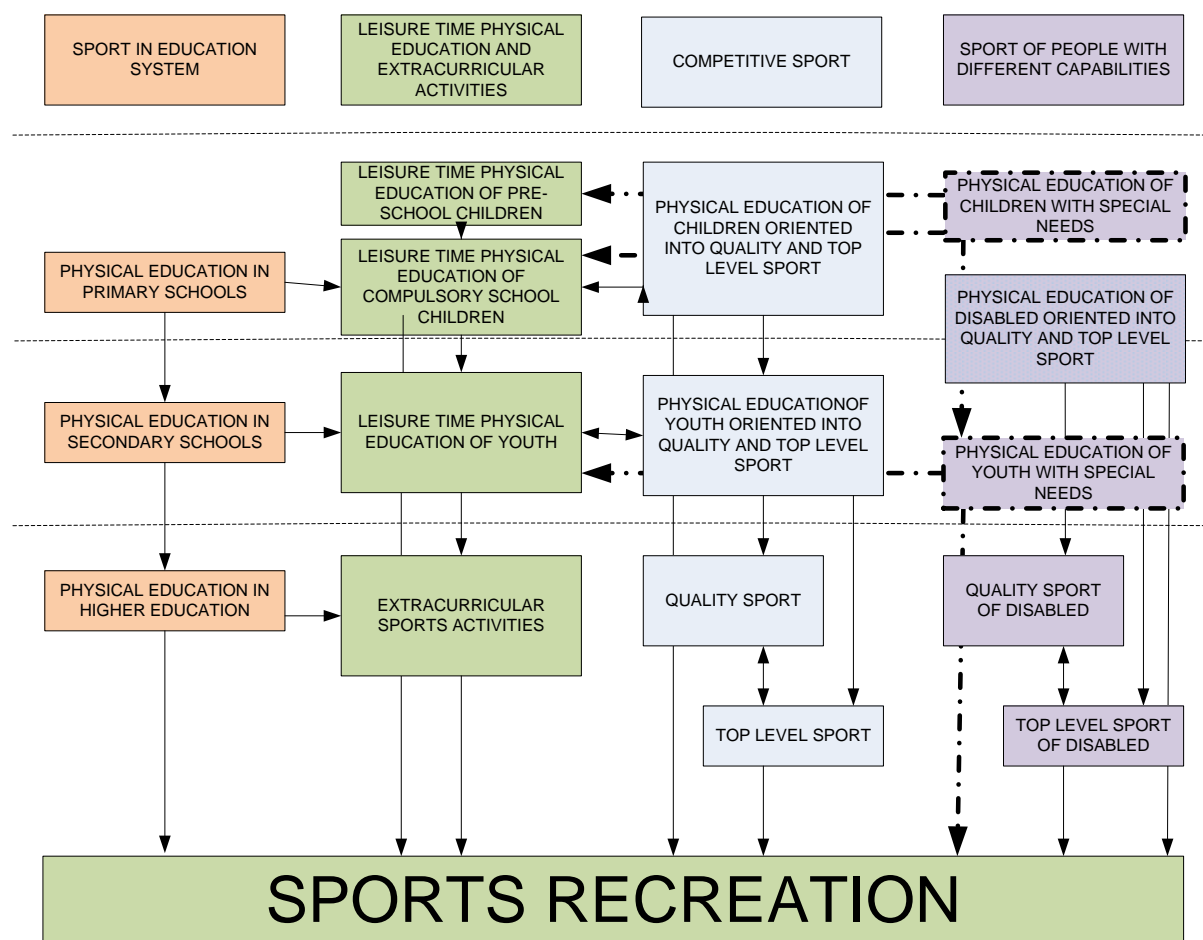 SPORT IN EDUCATION
SYSTEM
LEISURE TIME PHYSICAL
EDUCATION AND
EXTRACURRICULAR
ACTIVITIES
COMPETITIVE SPORT
SPORT OF PEOPLE WITH
DIFFERENT CAPABILITIES
LEISURE TIME PHYSICAL
EDUCATION OF PRE-
SCHOOL CHILDREN
PHYSICAL EDUCATION OF
CHILDREN ORIENTED
INTO QUALITY AND TOP
LEVEL SPORT
PHYSICAL EDUCATION OF
CHILDREN WITH SPECIAL
NEEDS
PHYSICAL EDUCATION IN
PRIMARY SCHOOLS
LEISURE TIME PHYSICAL
EDUCATION OF
COMPULSORY SCHOOL
CHILDREN
PHYSICAL EDUCATION OF
DISABLED ORIENTED INTO
QUALITY AND TOP LEVEL
SPORT
PHYSICAL EDUCATION IN
SECONDARY SCHOOLS
LEISURE TIME PHYSICAL
EDUCATION OF YOUTH
PHYSICAL EDUCATIONOF
YOUTH ORIENTED INTO
QUALITY AND TOP LEVEL
SPORT
PHYSICAL EDUCATION OF
YOUTH WITH SPECIAL
NEEDS
PHYSICAL EDUCATION IN
HIGHER EDUCATION
EXTRACURRICULAR
SPORTS ACTIVITIES
QUALITY SPORT
QUALITY SPORT
OF DISABLED
TOP LEVEL SPORT
TOP LEVEL SPORT
OF DISABLED
SPORTS RECREATION